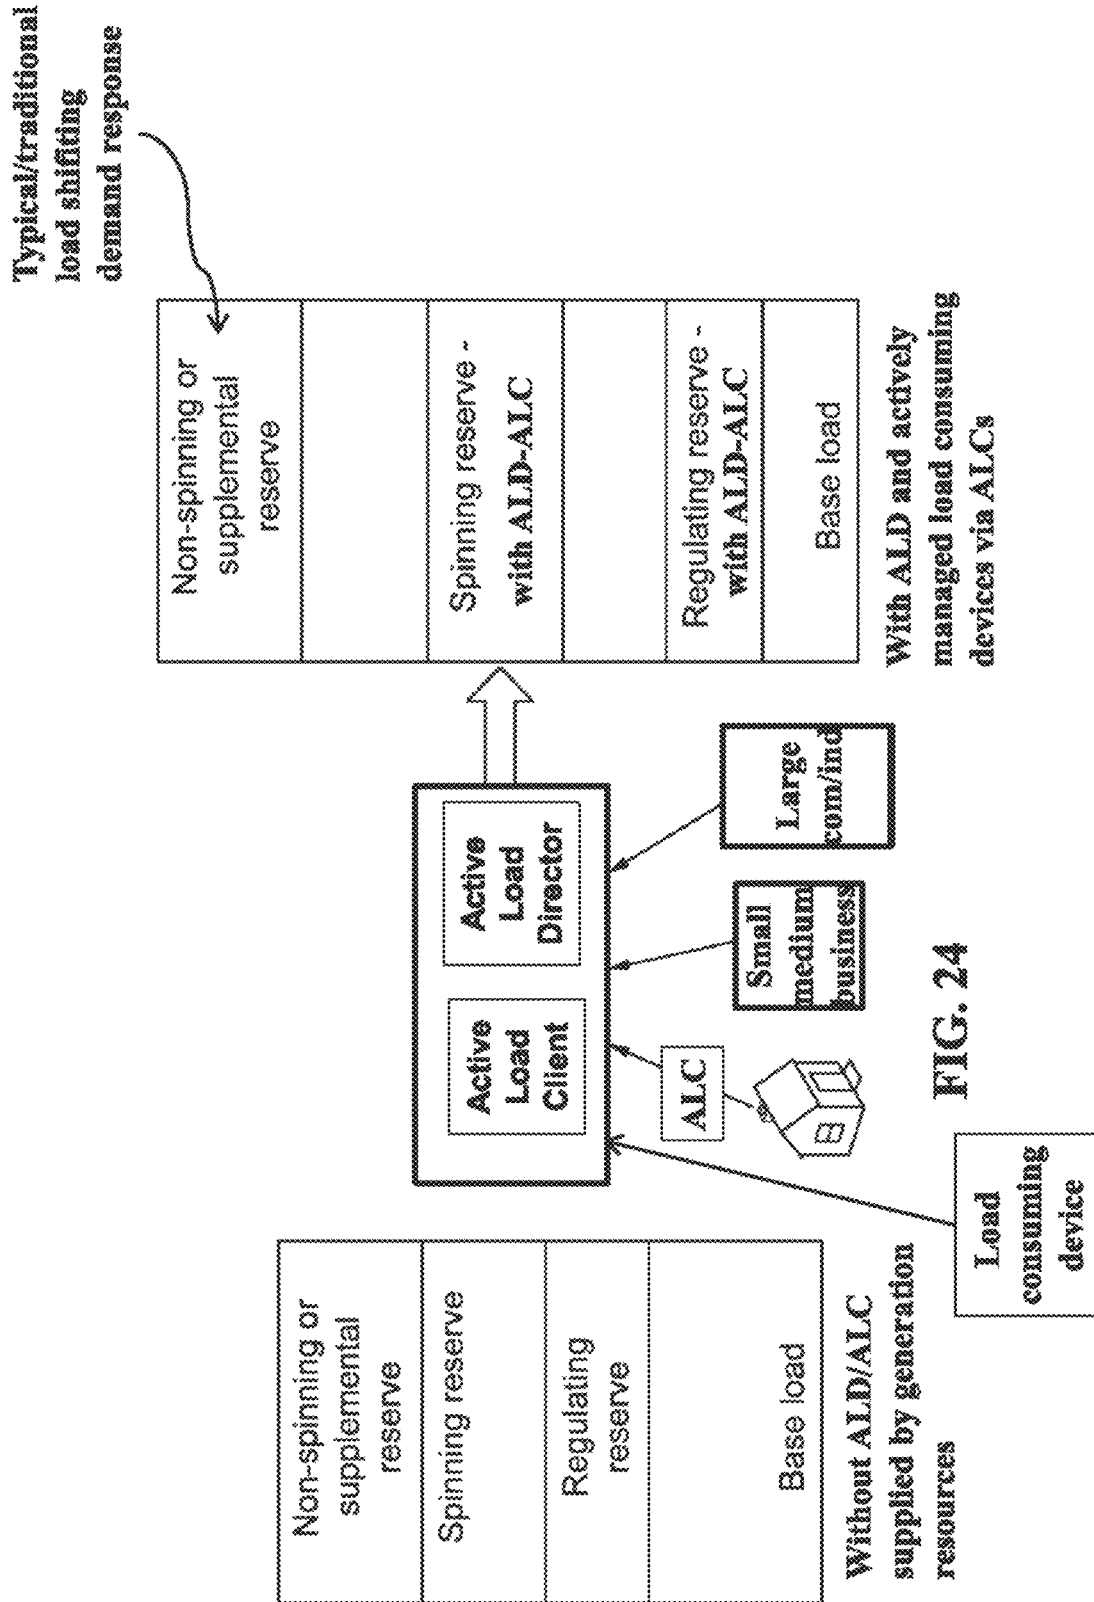 Typical/traditional
load shifiting
demand response
Non-spinning or
supplemental
reserve
Spinning reserve
Regulating
reserve
Base load
Without ALD/ALC
supplied by generation
resources
Active
Load
Client
Active
Load
Director
ALC
Small
medium
business
Large
com/ind
Load
consuming
device
Non-spinning or
supplemental
reserve
Spinning reserve -
with ALD-ALC
Regulating reserve -
with ALD-ALC
Base load
With ALD and actively
managed load consuming
devices via ALCs
FIG. 24